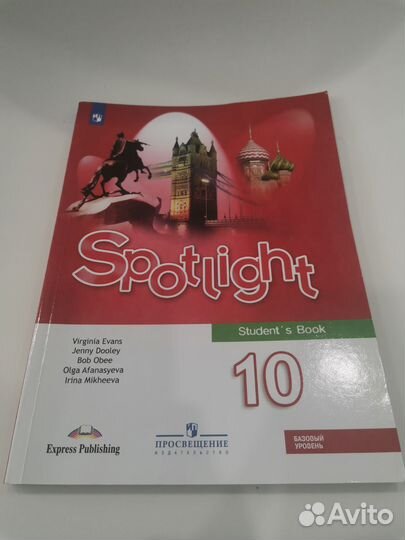 Spotlight
Student's Book
10
Virginia Evans
Jenny Dooley
Bob Obee
Olga Afanasyeva
Irina Mikheeva
Express Publishing
ПРОСВЕЩЕНИЕ
ИЗДАТЕЛЬСТВО
БАЗОВЫЙ
УРОВЕНЬ
Avito